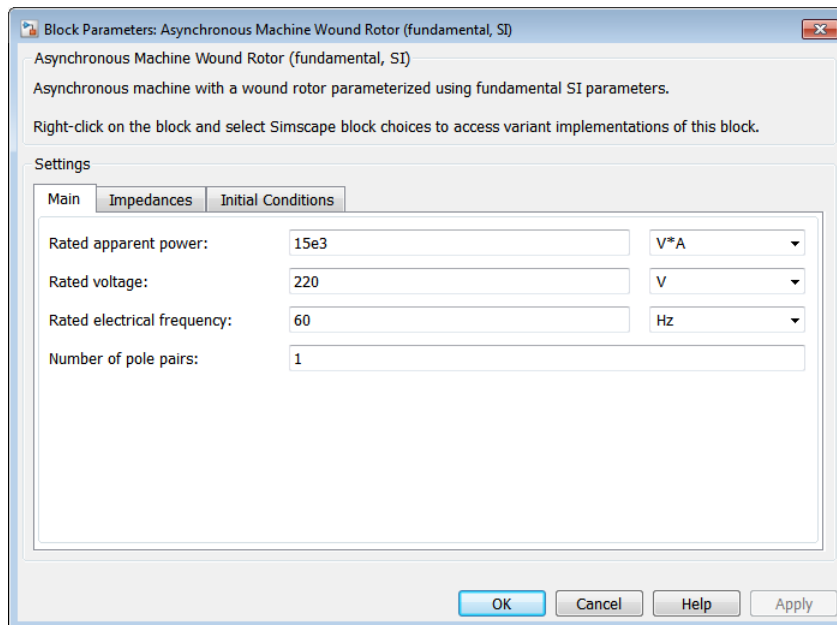 Block Parameters: Asynchronous Machine Wound Rotor (fundamental, SI)
Asynchronous Machine Wound Rotor (fundamental, SI)
Asynchronous machine with a wound rotor parameterized using fundamental SI parameters.
Right-click on the block and select Simscape block choices to access variant implementations of this block.
Settings
Main Impedances Initial Conditions
Rated apparent power: 15e3 V*A
Rated voltage: 220 V
Rated electrical frequency: 60 Hz
Number of pole pairs: 1
OK Cancel Help Apply